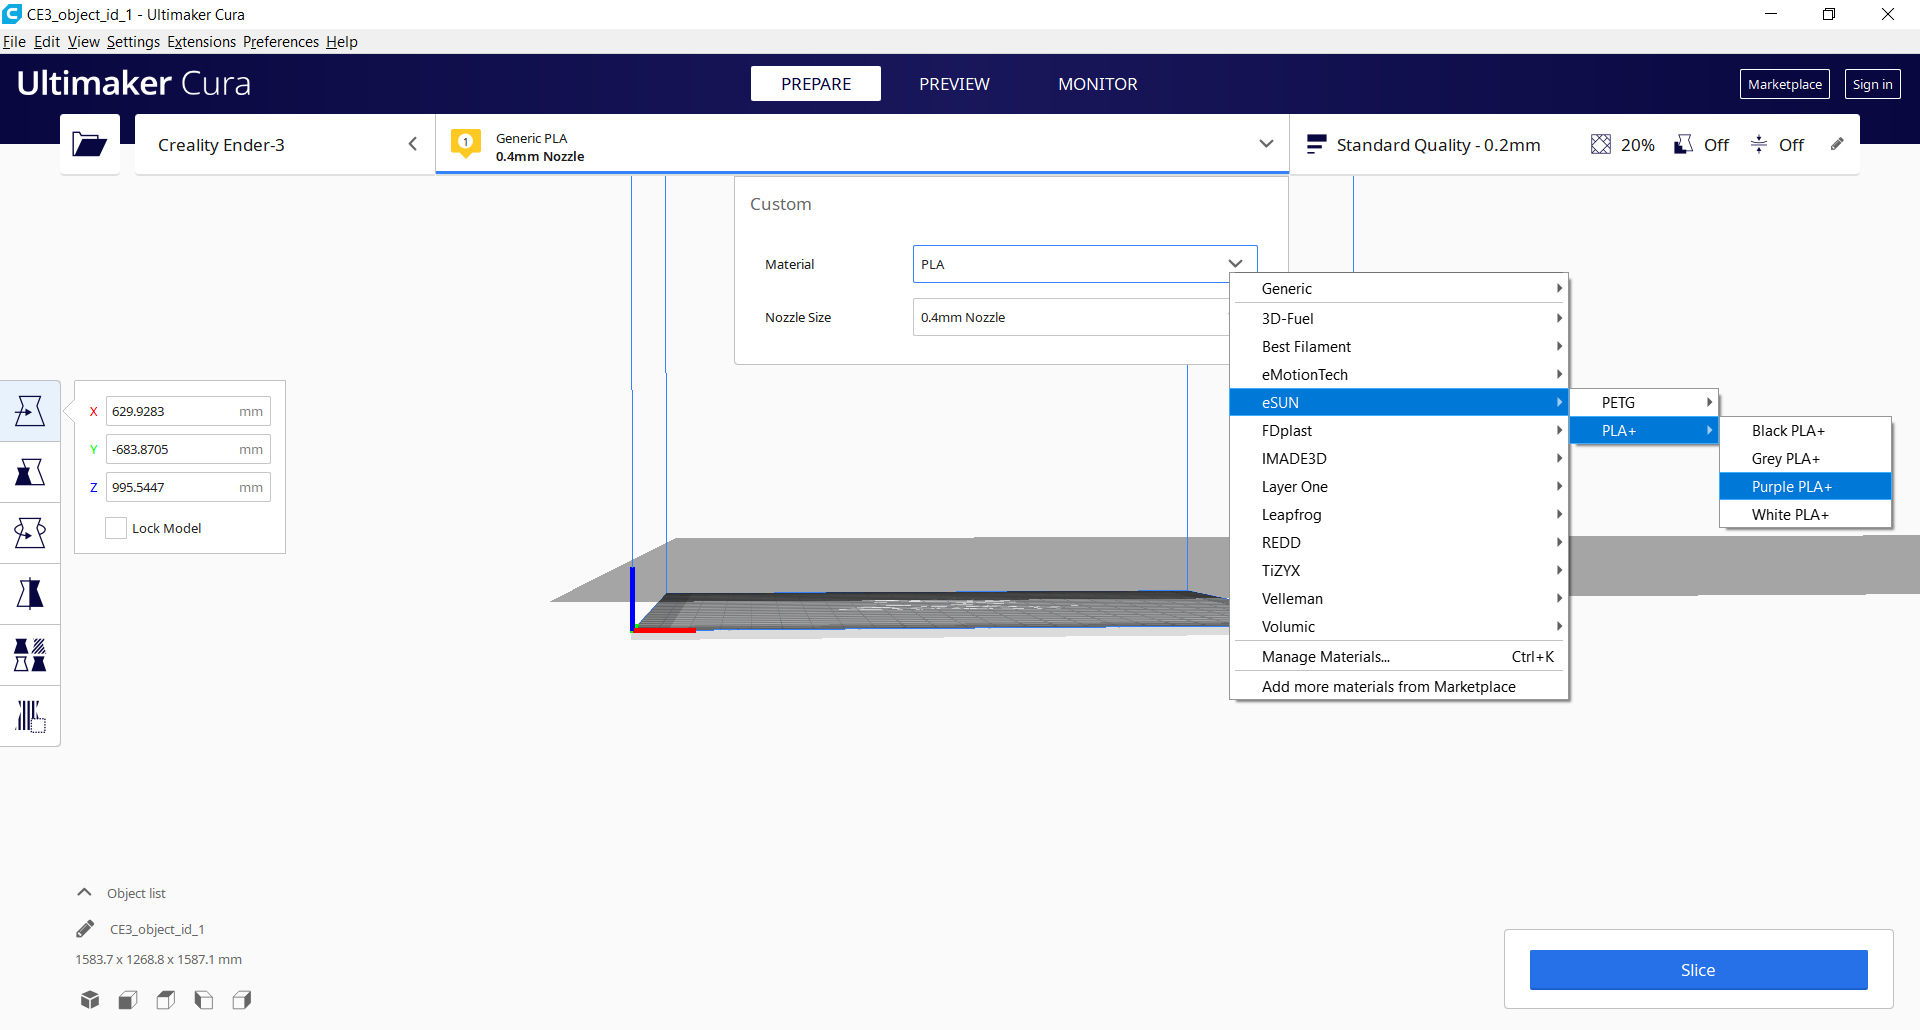 CE3_object_id_1 - Ultimaker Cura
File Edit View Settings Extensions Preferences Help
Ultimaker Cura
PREPARE
PREVIEW
MONITOR
Marketplace
Sign in
Creality Ender-3
1
Generic PLA
0.4mm Nozzle
Standard Quality - 0.2mm
20%
Off
Off
Custom
Material
PLA
Nozzle Size
0.4mm Nozzle
Generic
3D-Fuel
Best Filament
eMotionTech
eSUN
FDplast
IMADE3D
Layer One
Leapfrog
REDD
TiZYX
Velleman
Volumic
Manage Materials... Ctrl+K
Add more materials from Marketplace
PETG
PLA+
Black PLA+
Grey PLA+
Purple PLA+
White PLA+
X 629.9283 mm
Y -683.8705 mm
Z 995.5447 mm
Lock Model
Object list
CE3_object_id_1
1583.7 x 1268.8 x 1587.1 mm
Slice